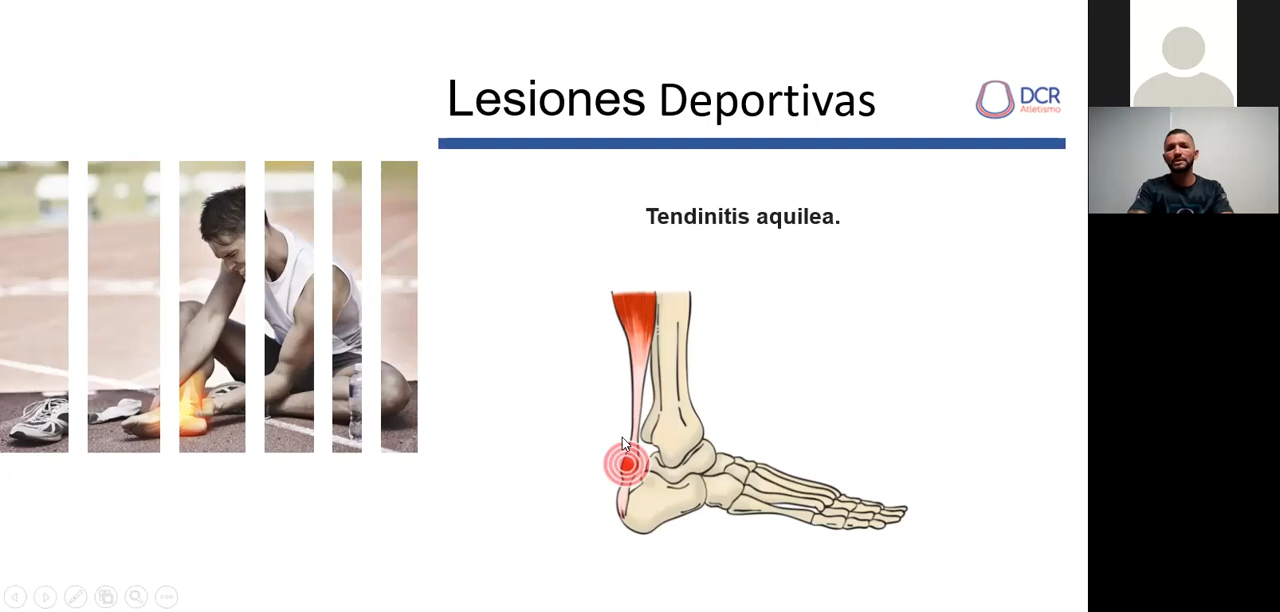 Lesiones Deportivas
DCR
Atletismo
Tendinitis aquilea.